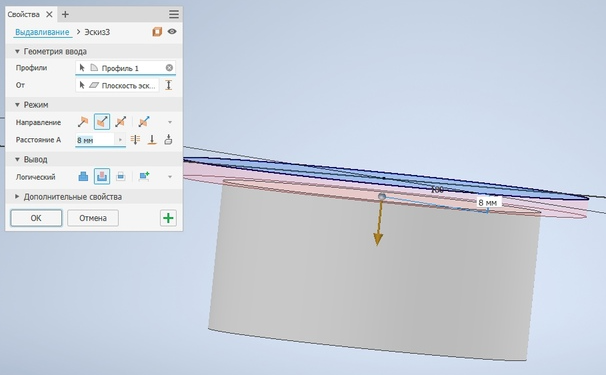 Свойства × +
Выдавливание > Эскиз3
Геометрия ввода
Профили Профиль 1
От Плоскость эск...
Режим
Направление
Расстояние A 8 мм
Вывод
Логический
Дополнительные свойства
ОК Отмена
100
8 мм